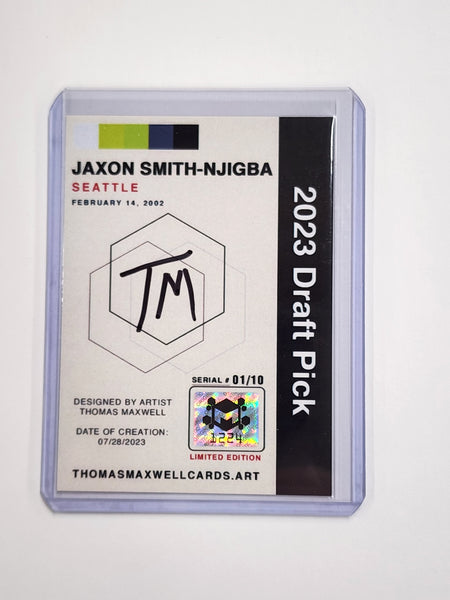 JAXON SMITH-NJIGBA
SEATTLE
FEBRUARY 14, 2002
TM
SERIAL # 01/10
DESIGNED BY ARTIST
THOMAS MAXWELL
DATE OF CREATION:
07/28/2023
1224
LIMITED EDITION
THOMASMAXWELLCARDS.ART
2023 Draft Pick